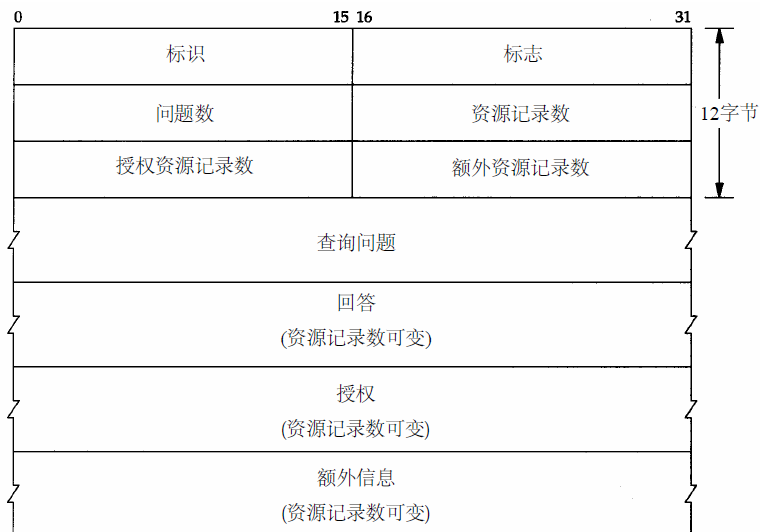 0 15 16 31
标识 标志
问题数 资源记录数 12字节
授权资源记录数 额外资源记录数
查询问题
回答
(资源记录数可变)
授权
(资源记录数可变)
额外信息
(资源记录数可变)